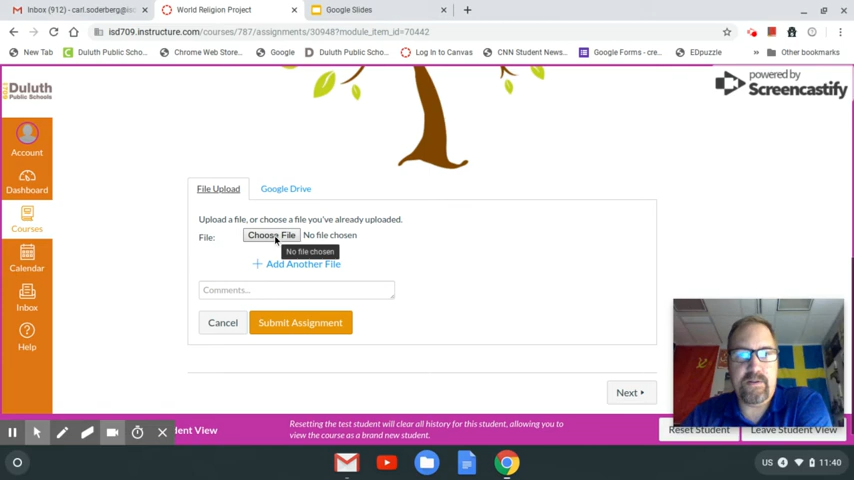 Inbox (912) - carl.soderberg@isd
World Religion Project
Google Slides
isd709.instructure.com/courses/787/assignments/30948?module_item_id=70442
New Tab
Duluth Public Scho...
Chrome Web Store...
Google
Duluth Public Scho...
Log In to Canvas
CNN Student News...
Google Forms - cre...
EDpuzzle
Other bookmarks
Duluth
Public Schools
powered by
Screencastify
Account
Dashboard
Courses
Calendar
Inbox
Help
File Upload
Google Drive
Upload a file, or choose a file you've already uploaded.
File:
Choose File
No file chosen
No file chosen
+ Add Another File
Comments...
Cancel
Submit Assignment
Next
dent View
Resetting the test student will clear all history for this student, allowing you to
view the course as a brand new student.
Reset Student
Leave Student View
US
4
11:40